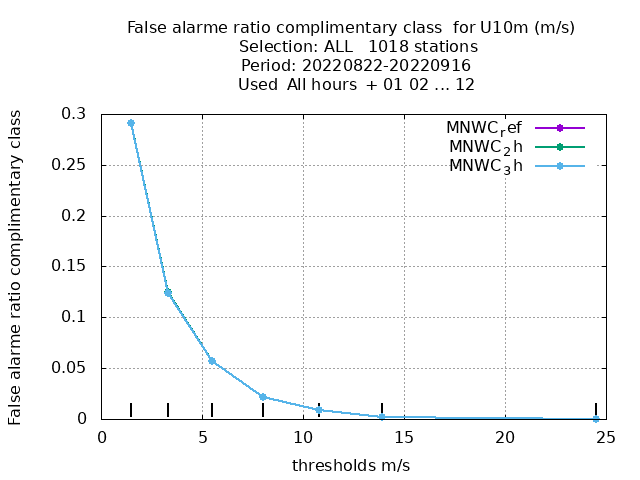 False alarme ratio complimentary class  for U10m (m/s)
Selection: ALL   1018 stations
Period: 20220822-20220916
Used  All hours  + 01 02 ... 12
False alarme ratio complimentary class
0.3
0.25
0.2
0.15
0.1
0.05
0
MNWC_ref
MNWC_2h
MNWC_3h
0 5 10 15 20 25
thresholds m/s